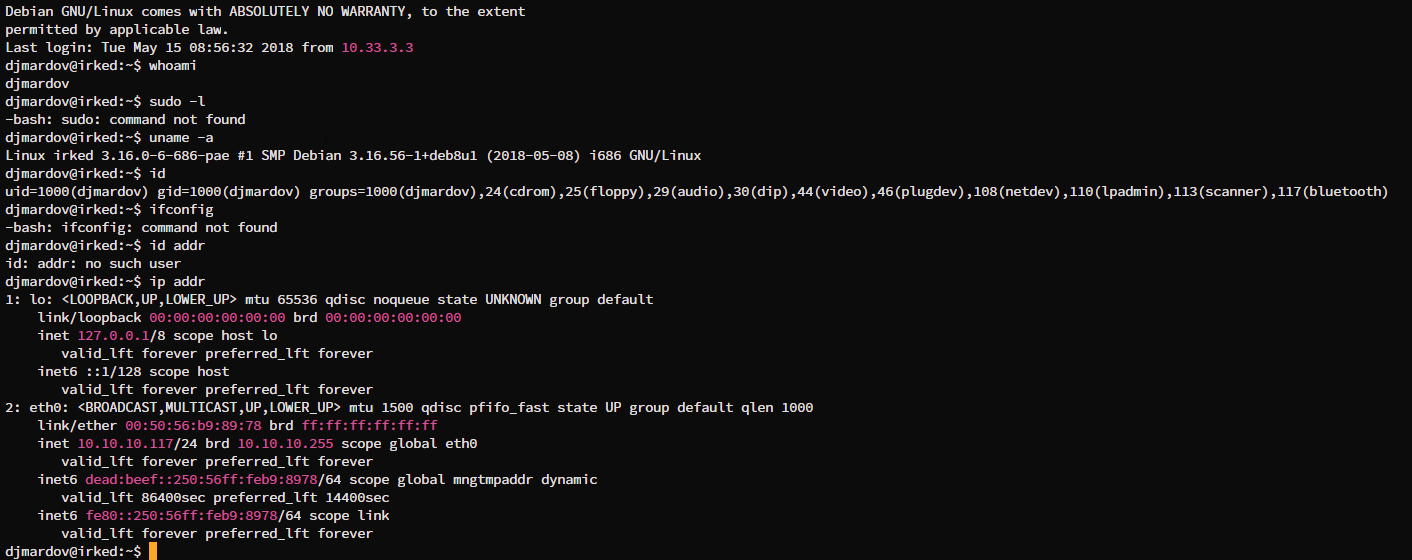 Debian GNU/Linux comes with ABSOLUTELY NO WARRANTY, to the extent
permitted by applicable law.
Last login: Tue May 15 08:56:32 2018 from 10.33.3.3
djmardov@irked:~$ whoami
djmardov
djmardov@irked:~$ sudo -l
-bash: sudo: command not found
djmardov@irked:~$ uname -a
Linux irked 3.16.0-6-686-pae #1 SMP Debian 3.16.56-1+deb8u1 (2018-05-08) i686 GNU/Linux
djmardov@irked:~$ id
uid=1000(djmardov) gid=1000(djmardov) groups=1000(djmardov),24(cdrom),25(floppy),29(audio),30(dip),44(video),46(plugdev),108(netdev),110(lpadmin),113(scanner),117(bluetooth)
djmardov@irked:~$ ifconfig
-bash: ifconfig: command not found
djmardov@irked:~$ id addr
id: addr: no such user
djmardov@irked:~$ ip addr
1: lo: <LOOPBACK,UP,LOWER_UP> mtu 65536 qdisc noqueue state UNKNOWN group default
    link/loopback 00:00:00:00:00:00 brd 00:00:00:00:00:00
    inet 127.0.0.1/8 scope host lo
       valid_lft forever preferred_lft forever
    inet6 ::1/128 scope host
       valid_lft forever preferred_lft forever
2: eth0: <BROADCAST,MULTICAST,UP,LOWER_UP> mtu 1500 qdisc pfifo_fast state UP group default qlen 1000
    link/ether 00:50:56:b9:89:78 brd ff:ff:ff:ff:ff:ff
    inet 10.10.10.117/24 brd 10.10.10.255 scope global eth0
       valid_lft forever preferred_lft forever
    inet6 dead:beef::250:56ff:feb9:8978/64 scope global mngtmpaddr dynamic
       valid_lft 86400sec preferred_lft 14400sec
    inet6 fe80::250:56ff:feb9:8978/64 scope link
       valid_lft forever preferred_lft forever
djmardov@irked:~$